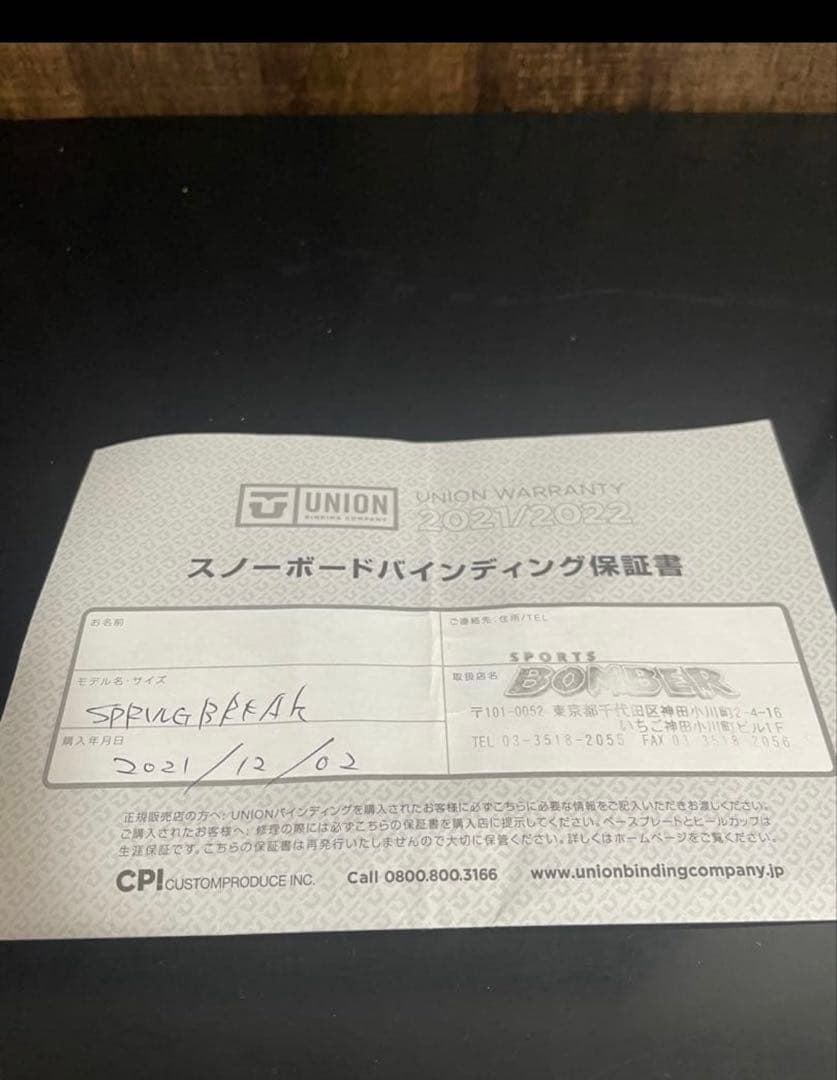 UNION
BINDING COMPANY
UNION WARRANTY
2021/2022
スノーボードバインディング保証書
お名前
ご連絡先:住所/TEL
モデル名・サイズ
SPRING BREAK
購入年月日
2021/12/02
取扱店名
SPORTS
BOMBER
〒101-0052 東京都千代田区神田小川町2-4-16
いちご神田小川町ビル1F
TEL 03-3518-2055 FAX 03-3518-2056
正規販売店の方へ:UNIONバインディングを購入されたお客様に必ずこちらに必要な情報をご記入いただきお渡しください。
ご購入されたお客様へ:修理の際には必ずこちらの保証書を購入店に提示してください。ベースプレートとヒールカップは
生涯保証です。こちらの保証書は再発行いたしませんので大切に保管ください。詳しくはホームページをご覧ください。
CPI CUSTOMPRODUCE INC.
Call 0800.800.3166
www.unionbindingcompany.jp